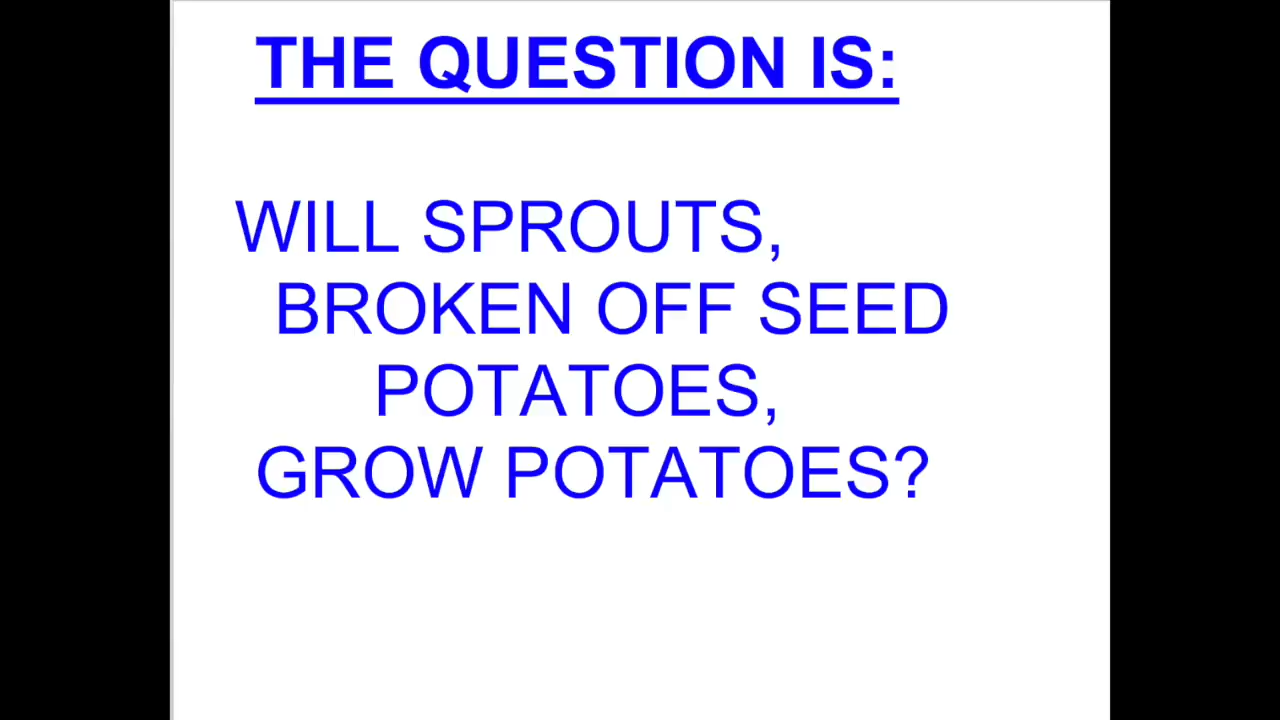 THE QUESTION IS:
WILL SPROUTS,
BROKEN OFF SEED
POTATOES,
GROW POTATOES?